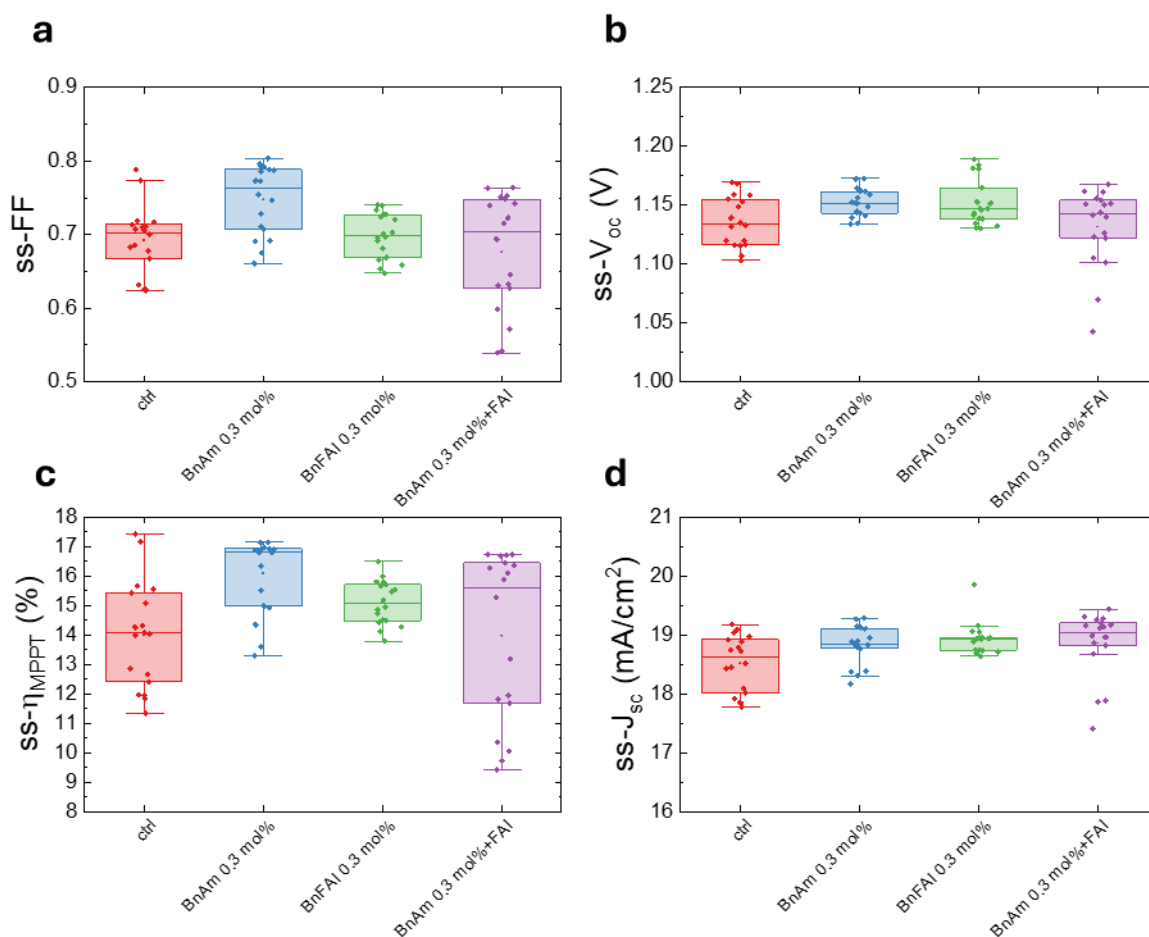 a
ss-FF
0.9
0.8
0.7
0.6
0.5
ctrl
BnAm 0.3 mol%
BnFAI 0.3 mol%
BnAm 0.3 mol%+FAI
b
ss-V_oc (V)
1.25
1.20
1.15
1.10
1.05
1.00
ctrl
BnAm 0.3 mol%
BnFAI 0.3 mol%
BnAm 0.3 mol%+FAI
c
ss-η_MPPT (%)
18
17
16
15
14
13
12
11
10
9
8
ctrl
BnAm 0.3 mol%
BnFAI 0.3 mol%
BnAm 0.3 mol%+FAI
d
ss-J_sc (mA/cm²)
21
20
19
18
19
16
ctrl
BnAm 0.3 mol%
BnFAI 0.3 mol%
BnAm 0.3 mol%+FAI